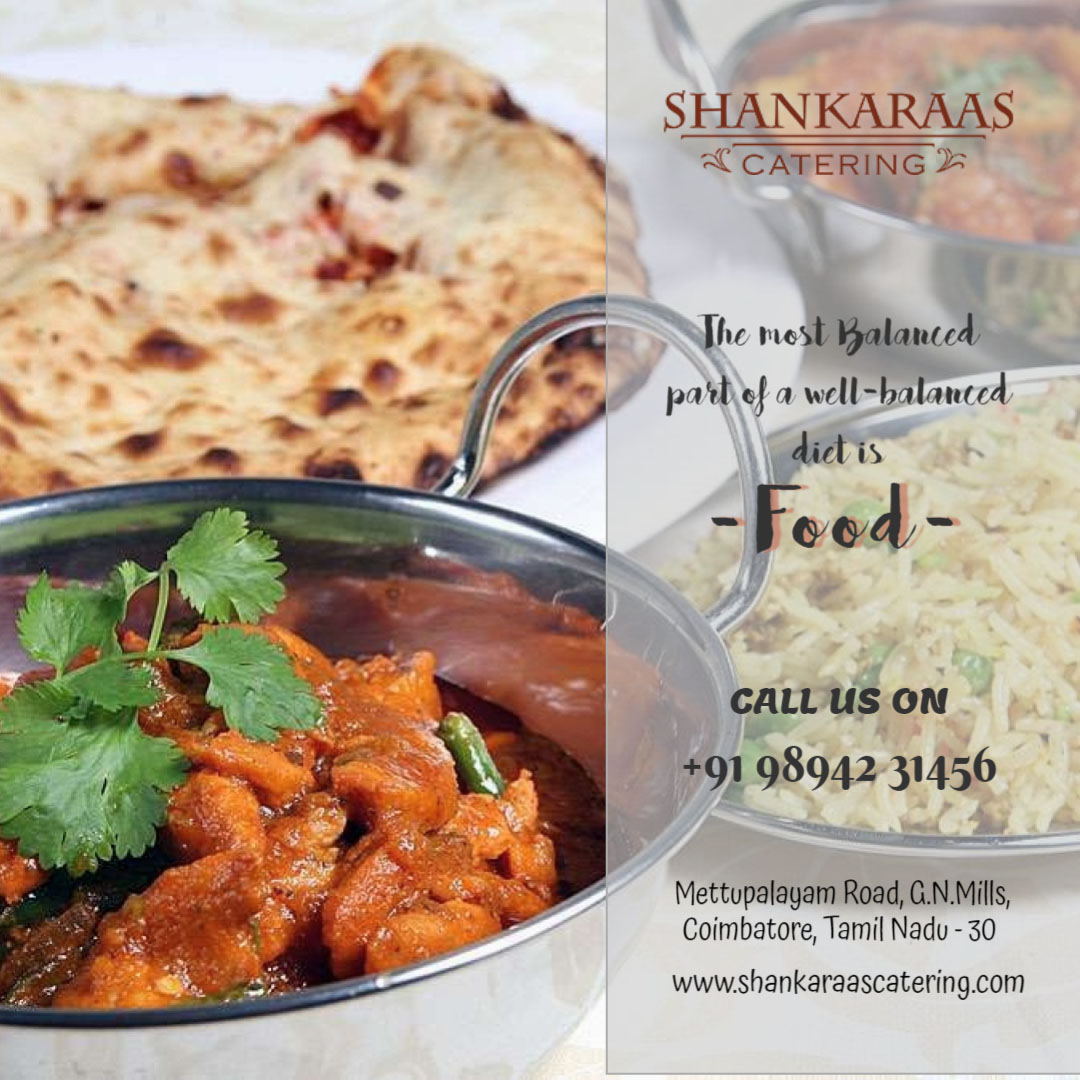 SHANKARAAS
CATERING
The most Balanced
part of a well-balanced
diet is
- Food -
CALL US ON
+91 98942 31456
Mettupalayam Road, G.N.Mills,
Coimbatore, Tamil Nadu - 30
www.shankaraascatering.com